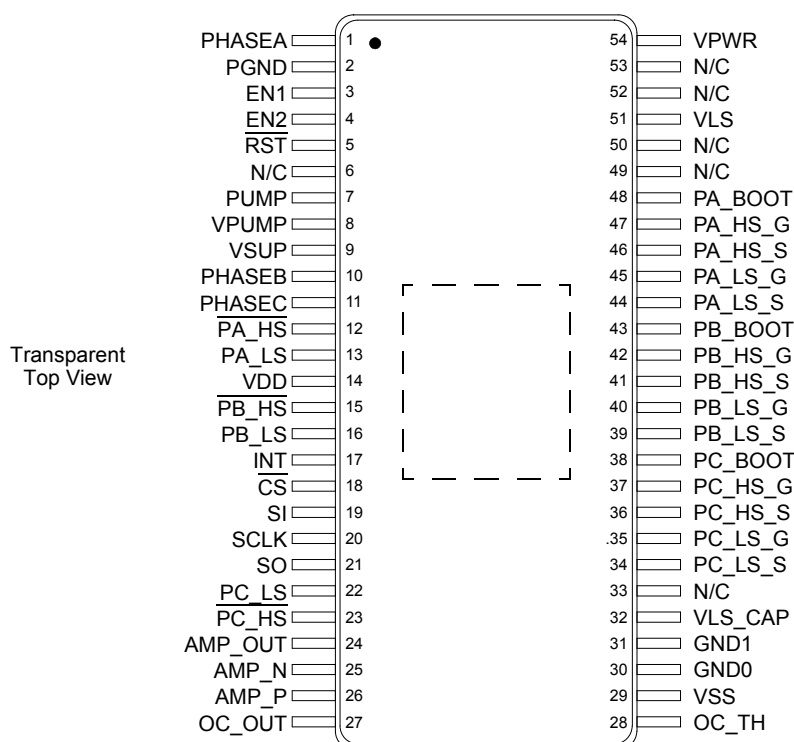 Transparent
Top View
PHASEA 1 54 VPWR
PGND 2 53 N/C
EN1 3 52 N/C
EN2 4 51 VLS
RST 5 50 N/C
N/C 6 49 N/C
PUMP 7 48 PA_BOOT
VPUMP 8 47 PA_HS_G
VSUP 9 46 PA_HS_S
PHASEB 10 45 PA_LS_G
PHASEC 11 44 PA_LS_S
PA_HS 12 43 PB_BOOT
PA_LS 13 42 PB_HS_G
VDD 14 41 PB_HS_S
PB_HS 15 40 PB_LS_G
PB_LS 16 39 PB_LS_S
INT 17 38 PC_BOOT
CS 18 37 PC_HS_G
SI 19 36 PC_HS_S
SCLK 20 .35 PC_LS_G
SO 21 34 PC_LS_S
PC_LS 22 33 N/C
PC_HS 23 32 VLS_CAP
AMP_OUT 24 31 GND1
AMP_N 25 30 GND0
AMP_P 26 29 VSS
OC_OUT 27 28 OC_TH